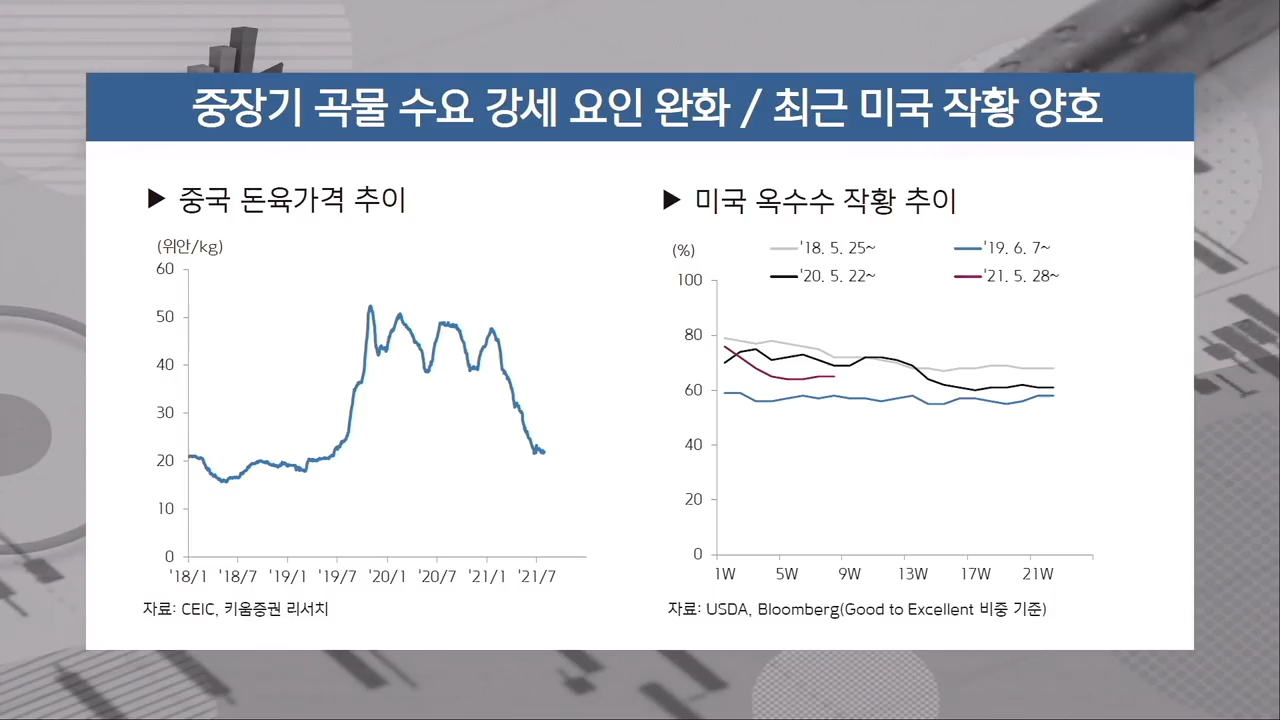 중장기 곡물 수요 강세 요인 완화 / 최근 미국 작황 양호
▶ 중국 돈육가격 추이
(위안/kg)
60
50
40
30
20
10
0
'18/1 '18/7 '19/1 '19/7 '20/1 '20/7 '21/1 '21/7
자료: CEIC, 키움증권 리서치
▶ 미국 옥수수 작황 추이
(%)
'18. 5. 25~ '19. 6. 7~
'20. 5. 22~ '21. 5. 28~
100
80
60
40
20
0
1W 5W 9W 13W 17W 21W
자료: USDA, Bloomberg(Good to Excellent 비중 기준)